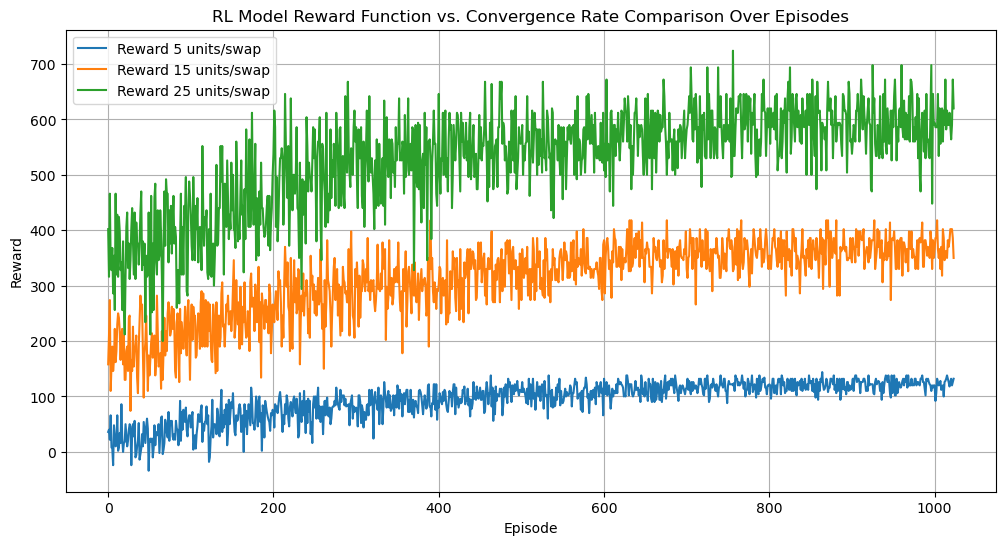 RL Model Reward Function vs. Convergence Rate Comparison Over Episodes
Reward 5 units/swap
Reward 15 units/swap
Reward 25 units/swap
700
600
500
400
300
200
100
0
Reward
0 200 400 600 800 1000
Episode